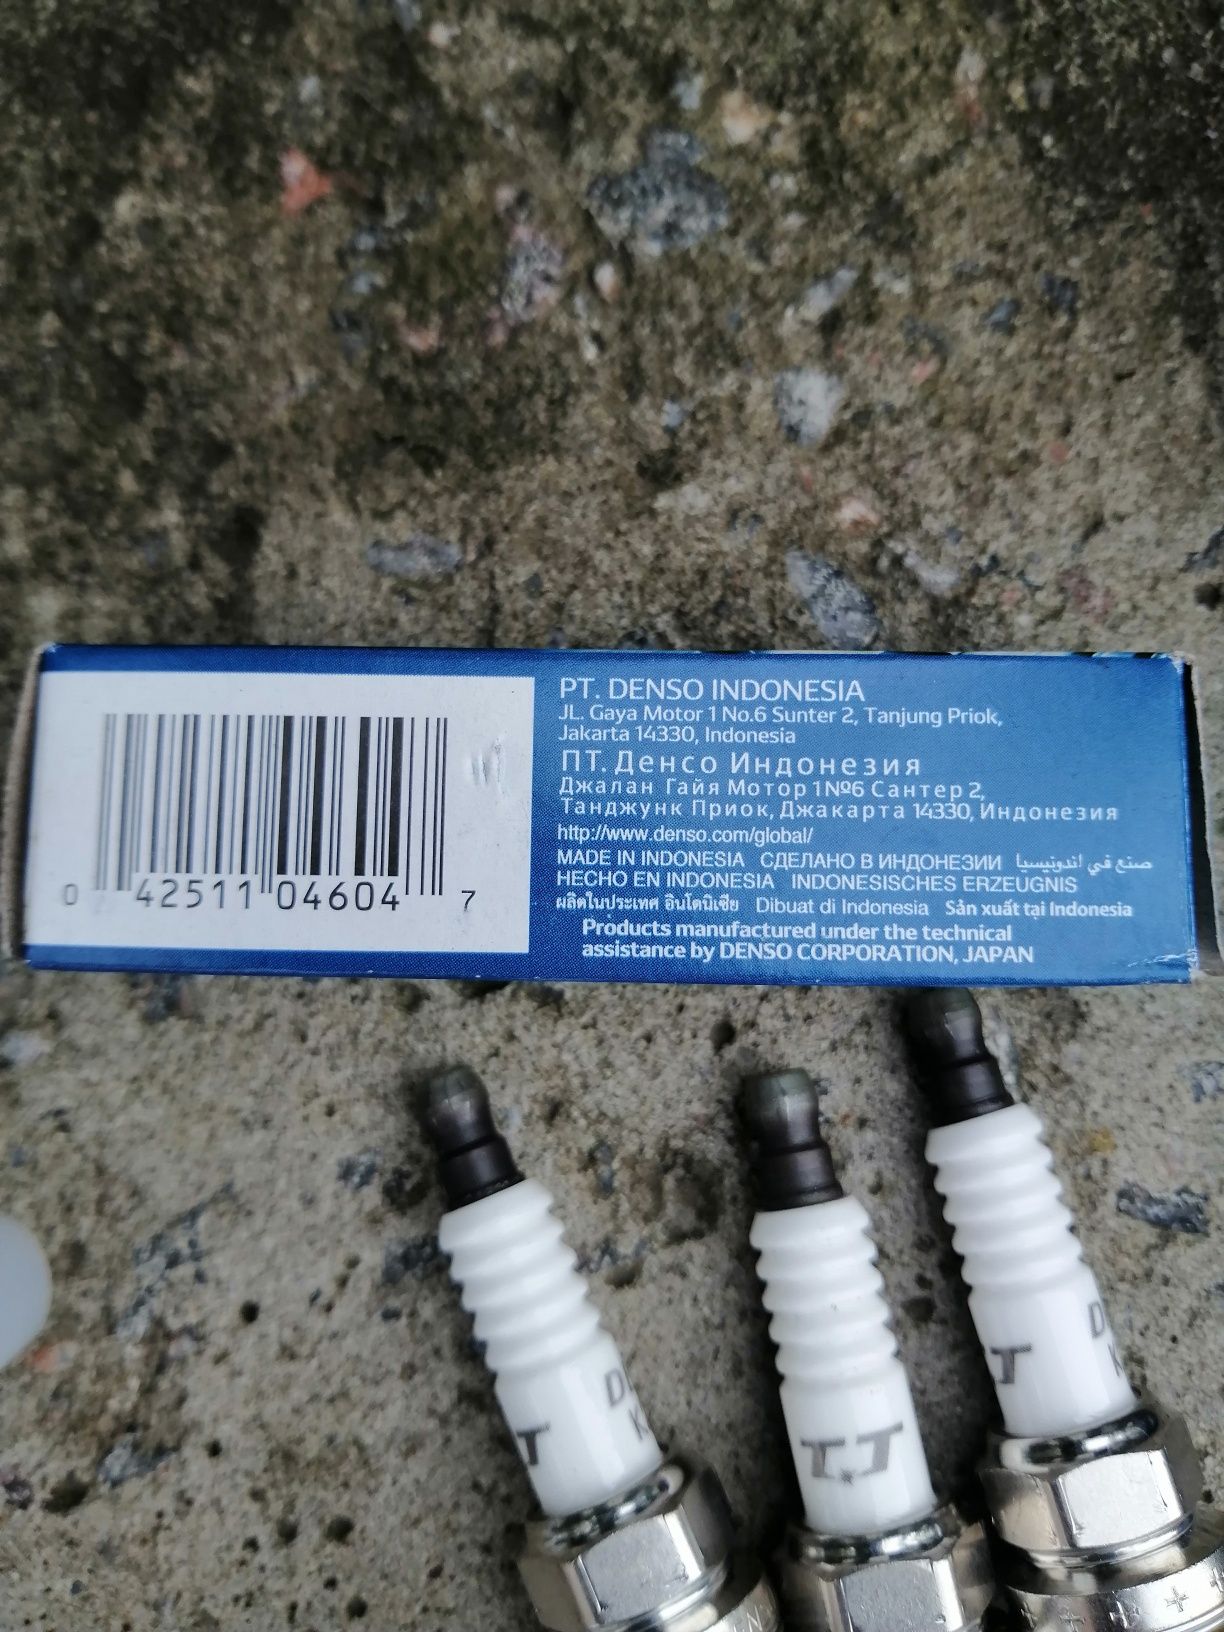 PT. DENSO INDONESIA
JL. Gaya Motor 1 No.6 Sunter 2, Tanjung Priok,
Jakarta 14330, Indonesia
ПТ. Денсо Индонезия
Джалан Гайя Мотор 1№6 Сантер 2,
Танджунк Приок, Джакарта 14330, Индонезия
http://www.denso.com/global/
MADE IN INDONESIA СДЕЛАНО В ИНДОНЕЗИИ صنع في اندونيسيا
HECHO EN INDONESIA INDONESISCHES ERZEUGNIS
ผลิตในประเทศ อินโดนิเซีย Dibuat di Indonesia Sản xuất tại Indonesia
Products manufactured under the technical
assistance by DENSO CORPORATION, JAPAN
0 42511 04604 7
T.T